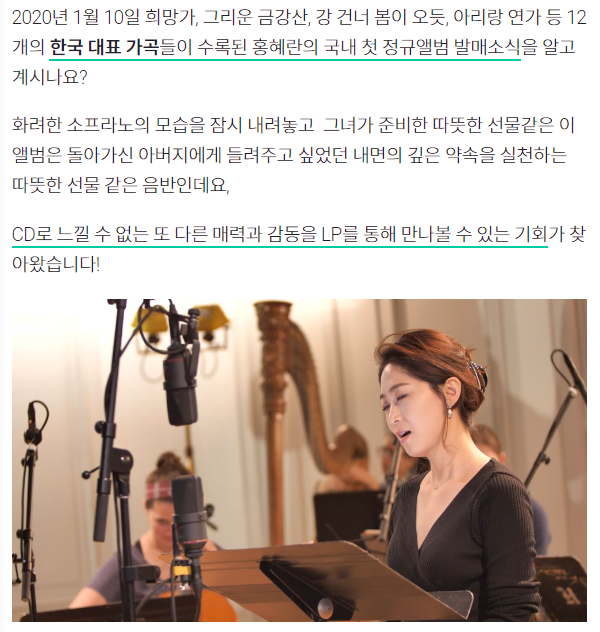 2020년 1월 10일 희망가, 그리운 금강산, 강 건너 봄이 오듯, 아리랑 연가 등 12
개의 한국 대표 가곡들이 수록된 홍혜란의 국내 첫 정규앨범 발매소식을 알고
계시나요?
화려한 소프라노의 모습을 잠시 내려놓고  그녀가 준비한 따뜻한 선물같은 이
앨범은 돌아가신 아버지에게 들려주고 싶었던 내면의 깊은 약속을 실천하는
따뜻한 선물 같은 음반인데요,
CD로 느낄 수 없는 또 다른 매력과 감동을 LP를 통해 만나볼 수 있는 기회가 찾
아왔습니다!